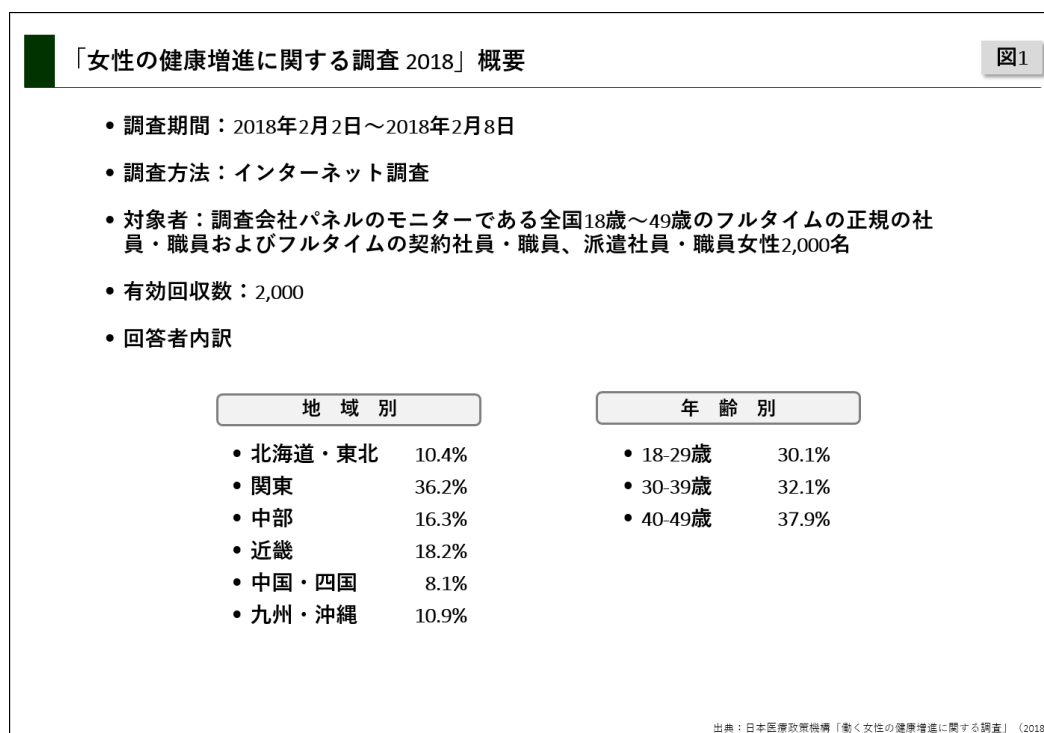 「女性の健康増進に関する調査 2018」概要
図1
• 調査期間：2018年2月2日～2018年2月8日
• 調査方法：インターネット調査
• 対象者：調査会社パネルのモニターである全国18歳～49歳のフルタイムの正規の社
員・職員およびフルタイムの契約社員・職員、派遣社員・職員女性2,000名
• 有効回収数：2,000
• 回答者内訳
地 域 別
• 北海道・東北 10.4%
• 関東 36.2%
• 中部 16.3%
• 近畿 18.2%
• 中国・四国 8.1%
• 九州・沖縄 10.9%
年 齢 別
• 18-29歳 30.1%
• 30-39歳 32.1%
• 40-49歳 37.9%
出典：日本医療政策機構「働く女性の健康増進に関する調査」（2018